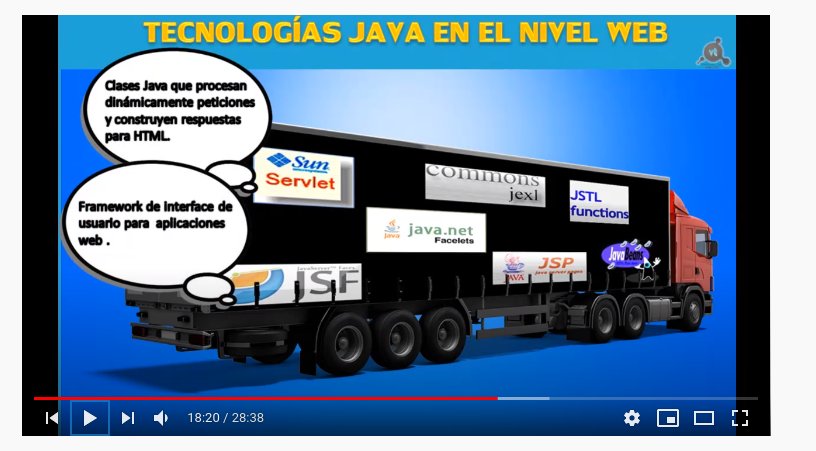 TECNOLOGÍAS JAVA EN EL NIVEL WEB
Clases Java que procesan
dinámicamente peticiones
y construyen respuestas
para HTML.
Sun
Servlet
commons
jexl
JSTL
functions
Framework de interface de
usuario para aplicaciones
web .
java.net
Java
Facelets
JSP
JAVA
java server pages
JavaBeans
JSF
18:20 / 28:38